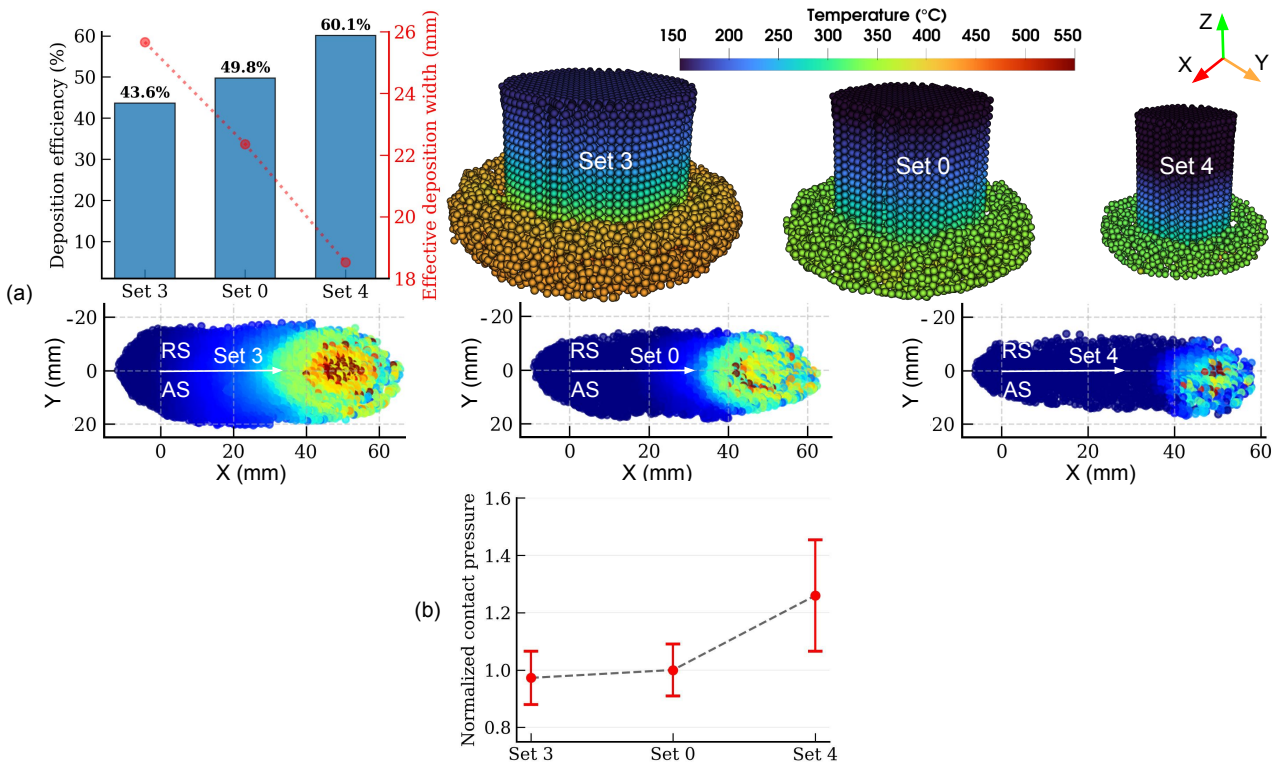 (a)
Deposition efficiency (%)
60
50
40
30
20
10
43.6%
49.8%
60.1%
Set 3
Set 0
Set 4
26
24
22
20
18
Effective deposition width (mm)
Temperature (°C)
150 200 250 300 350 400 450 500 550
Set 3
Set 0
Set 4
Z
X
Y
Y (mm)
-20
0
20
RS
Set 3
AS
0 20 40 60
X (mm)
Y (mm)
-20
0
20
RS
Set 0
AS
0 20 40 60
X (mm)
Y (mm)
-20
0
20
RS
Set 4
AS
0 20 40 60
X (mm)
(b)
Normalized contact pressure
1.6
1.4
1.2
1.0
0.8
Set 3
Set 0
Set 4